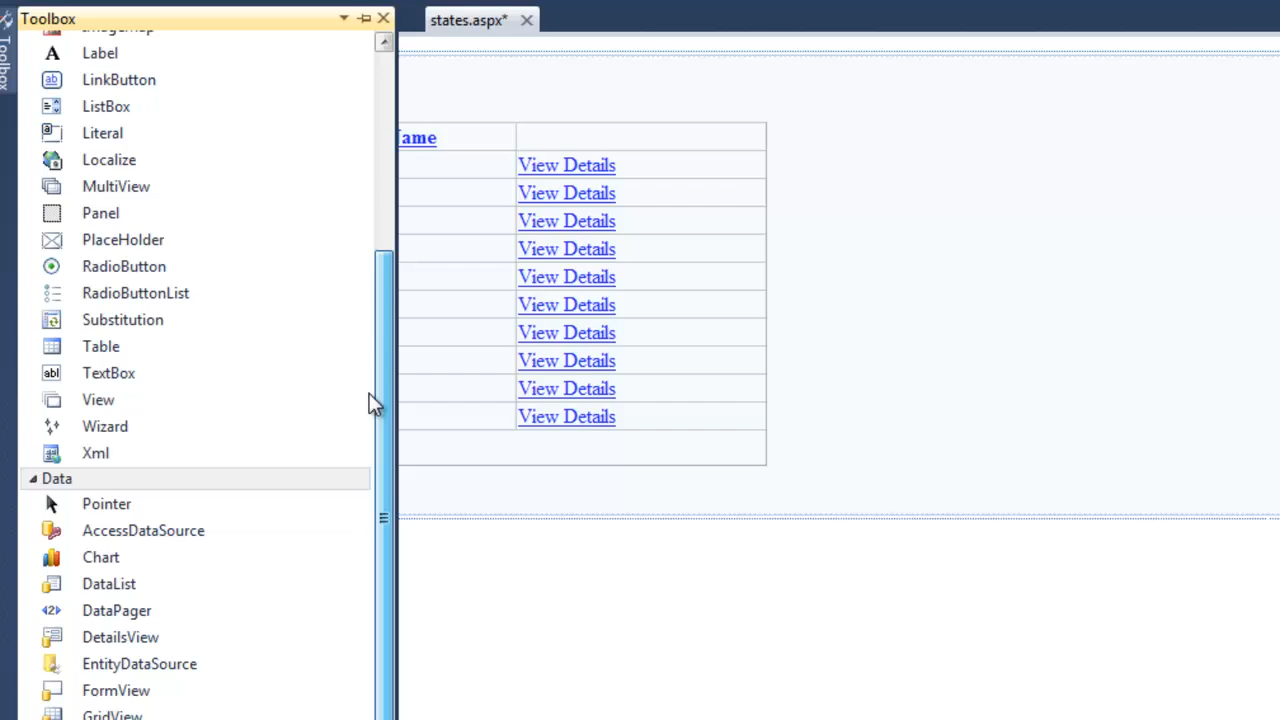 Toolbox
states.aspx*
Toolbox
Label
LinkButton
ListBox
Literal
Localize
MultiView
Panel
PlaceHolder
RadioButton
RadioButtonList
Substitution
Table
TextBox
View
Wizard
Xml
Data
Pointer
AccessDataSource
Chart
DataList
DataPager
DetailsView
EntityDataSource
FormView
GridView
ame
View Details
View Details
View Details
View Details
View Details
View Details
View Details
View Details
View Details
View Details